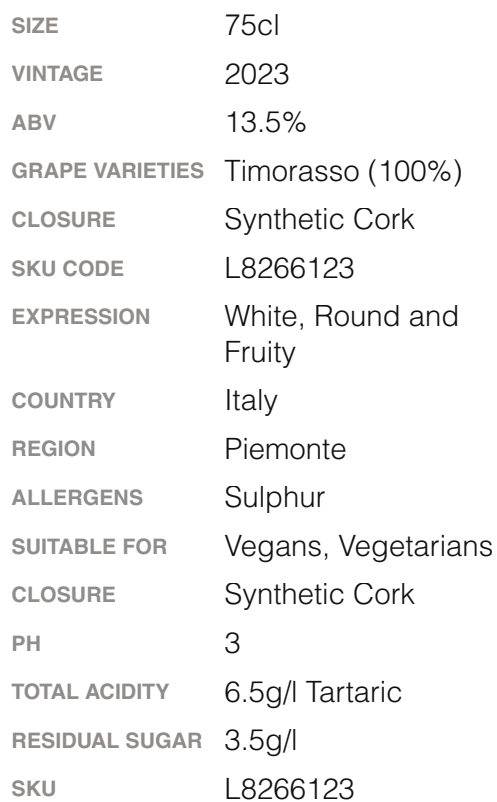 SIZE 75cl
VINTAGE 2023
ABV 13.5%
GRAPE VARIETIES Timorasso (100%)
CLOSURE Synthetic Cork
SKU CODE L8266123
EXPRESSION White, Round and
Fruity
COUNTRY Italy
REGION Piemonte
ALLERGENS Sulphur
SUITABLE FOR Vegans, Vegetarians
CLOSURE Synthetic Cork
PH 3
TOTAL ACIDITY 6.5g/l Tartaric
RESIDUAL SUGAR 3.5g/l
SKU L8266123